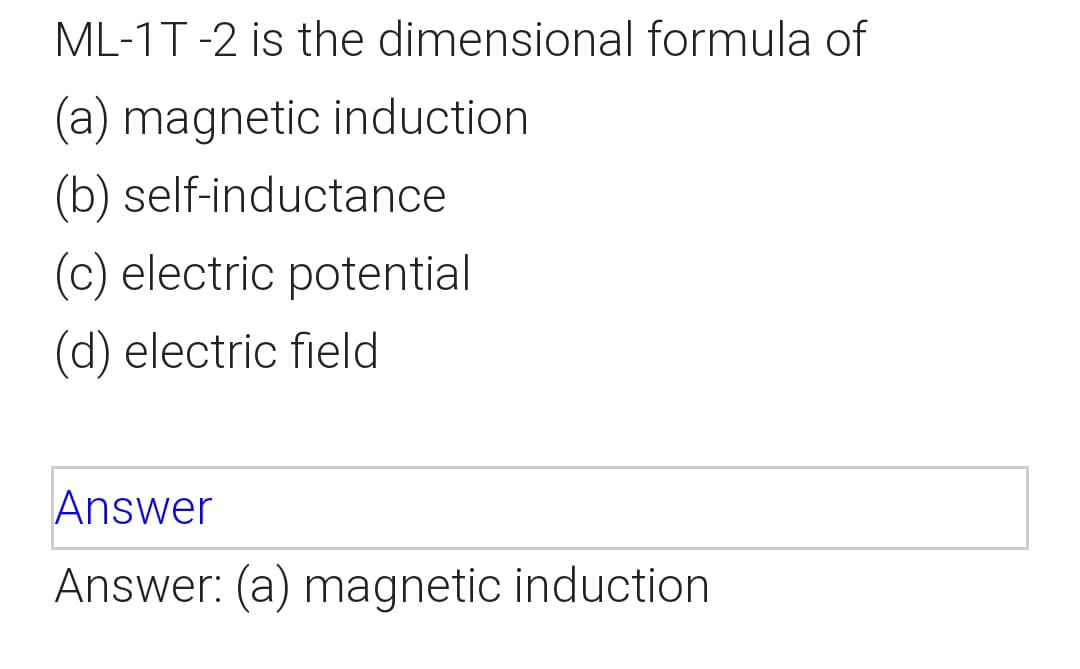 ML-1T -2 is the dimensional formula of
(a) magnetic induction
(b) self-inductance
(c) electric potential
(d) electric field
Answer
Answer: (a) magnetic induction